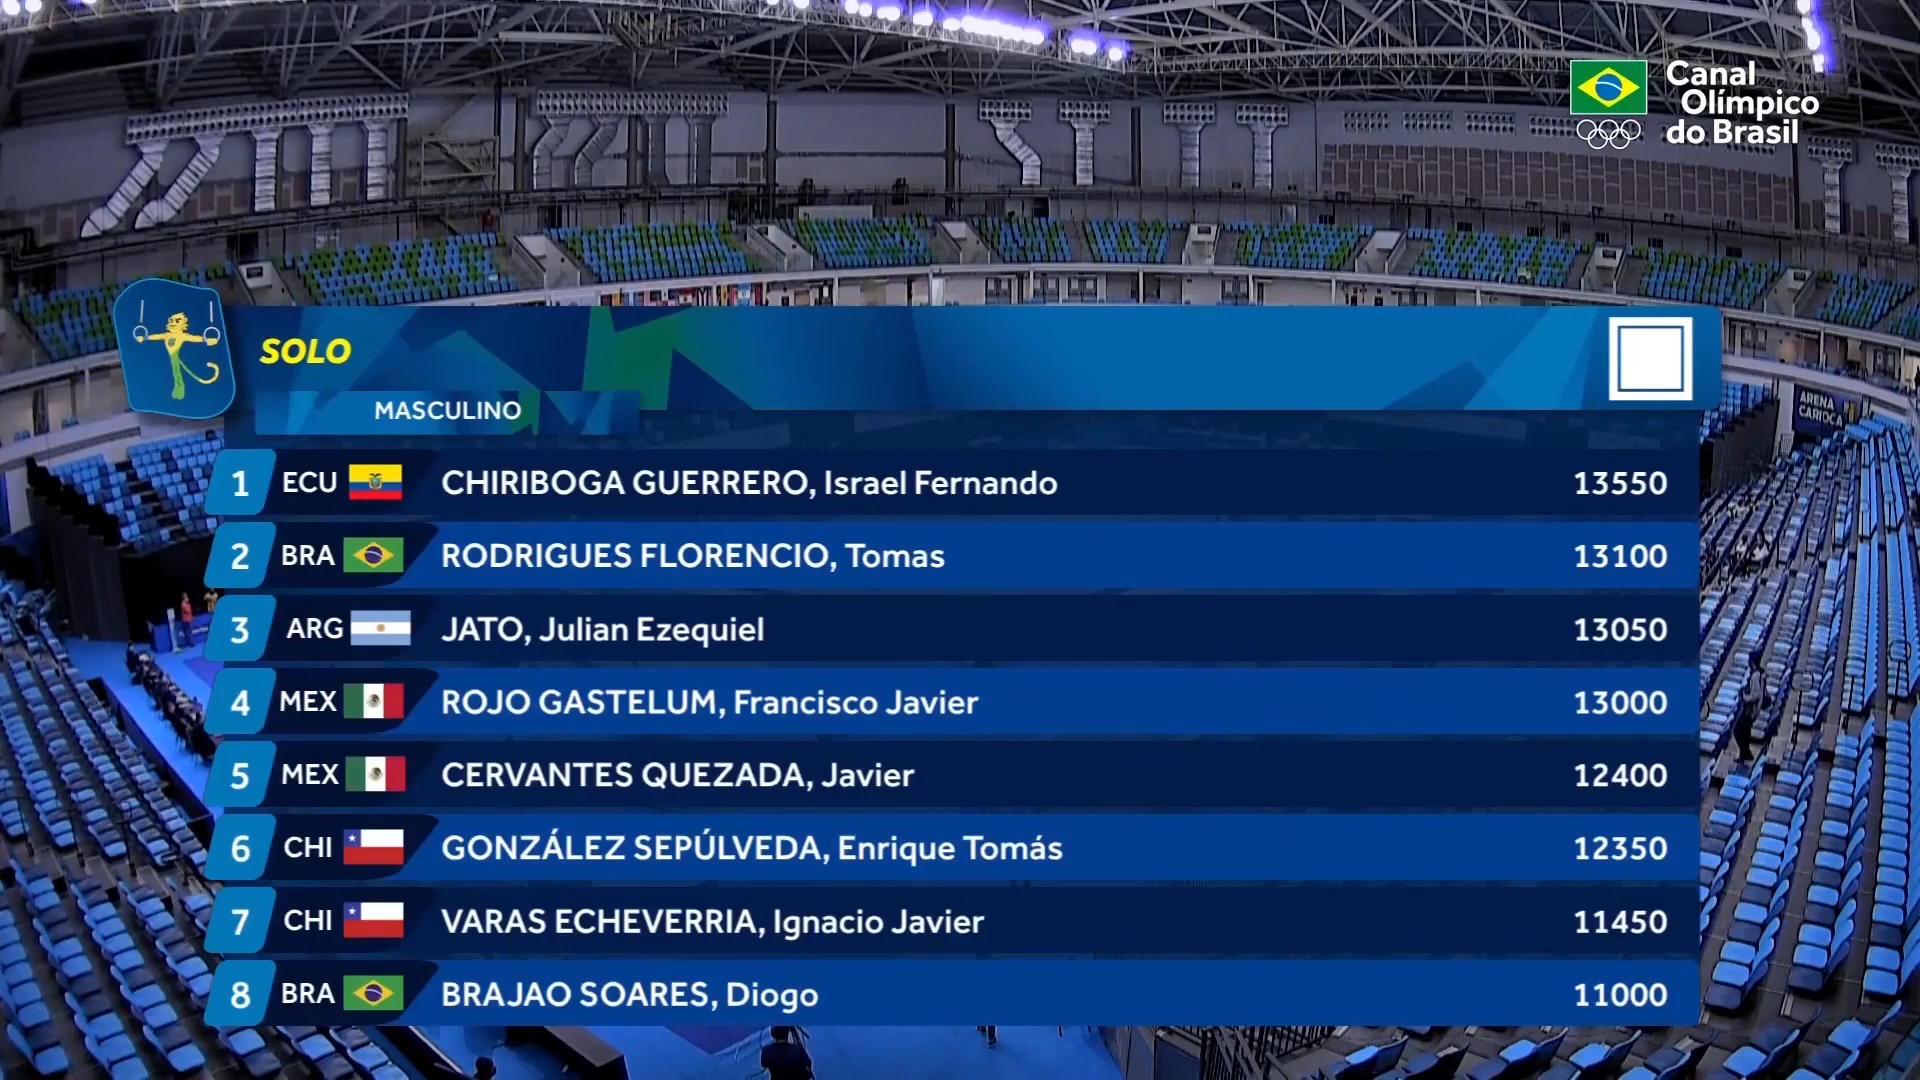 Canal
Olímpico
do Brasil
SOLO
MASCULINO
ARENA
CARIOCA
1 ECU CHIRIBOGA GUERRERO, Israel Fernando 13550
2 BRA RODRIGUES FLORENCIO, Tomas 13100
3 ARG JATO, Julian Ezequiel 13050
4 MEX ROJO GASTELUM, Francisco Javier 13000
5 MEX CERVANTES QUEZADA, Javier 12400
6 CHI GONZÁLEZ SEPÚLVEDA, Enrique Tomás 12350
7 CHI VARAS ECHEVERRIA, Ignacio Javier 11450
8 BRA BRAJAO SOARES, Diogo 11000